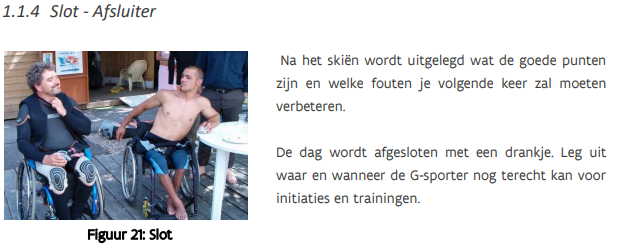 1.1.4 Slot - Afsluiter
Na het skiën wordt uitgelegd wat de goede punten
zijn en welke fouten je volgende keer zal moeten
verbeteren.
De dag wordt afgesloten met een drankje. Leg uit
waar en wanneer de G-sporter nog terecht kan voor
initiaties en trainingen.
Figuur 21: Slot